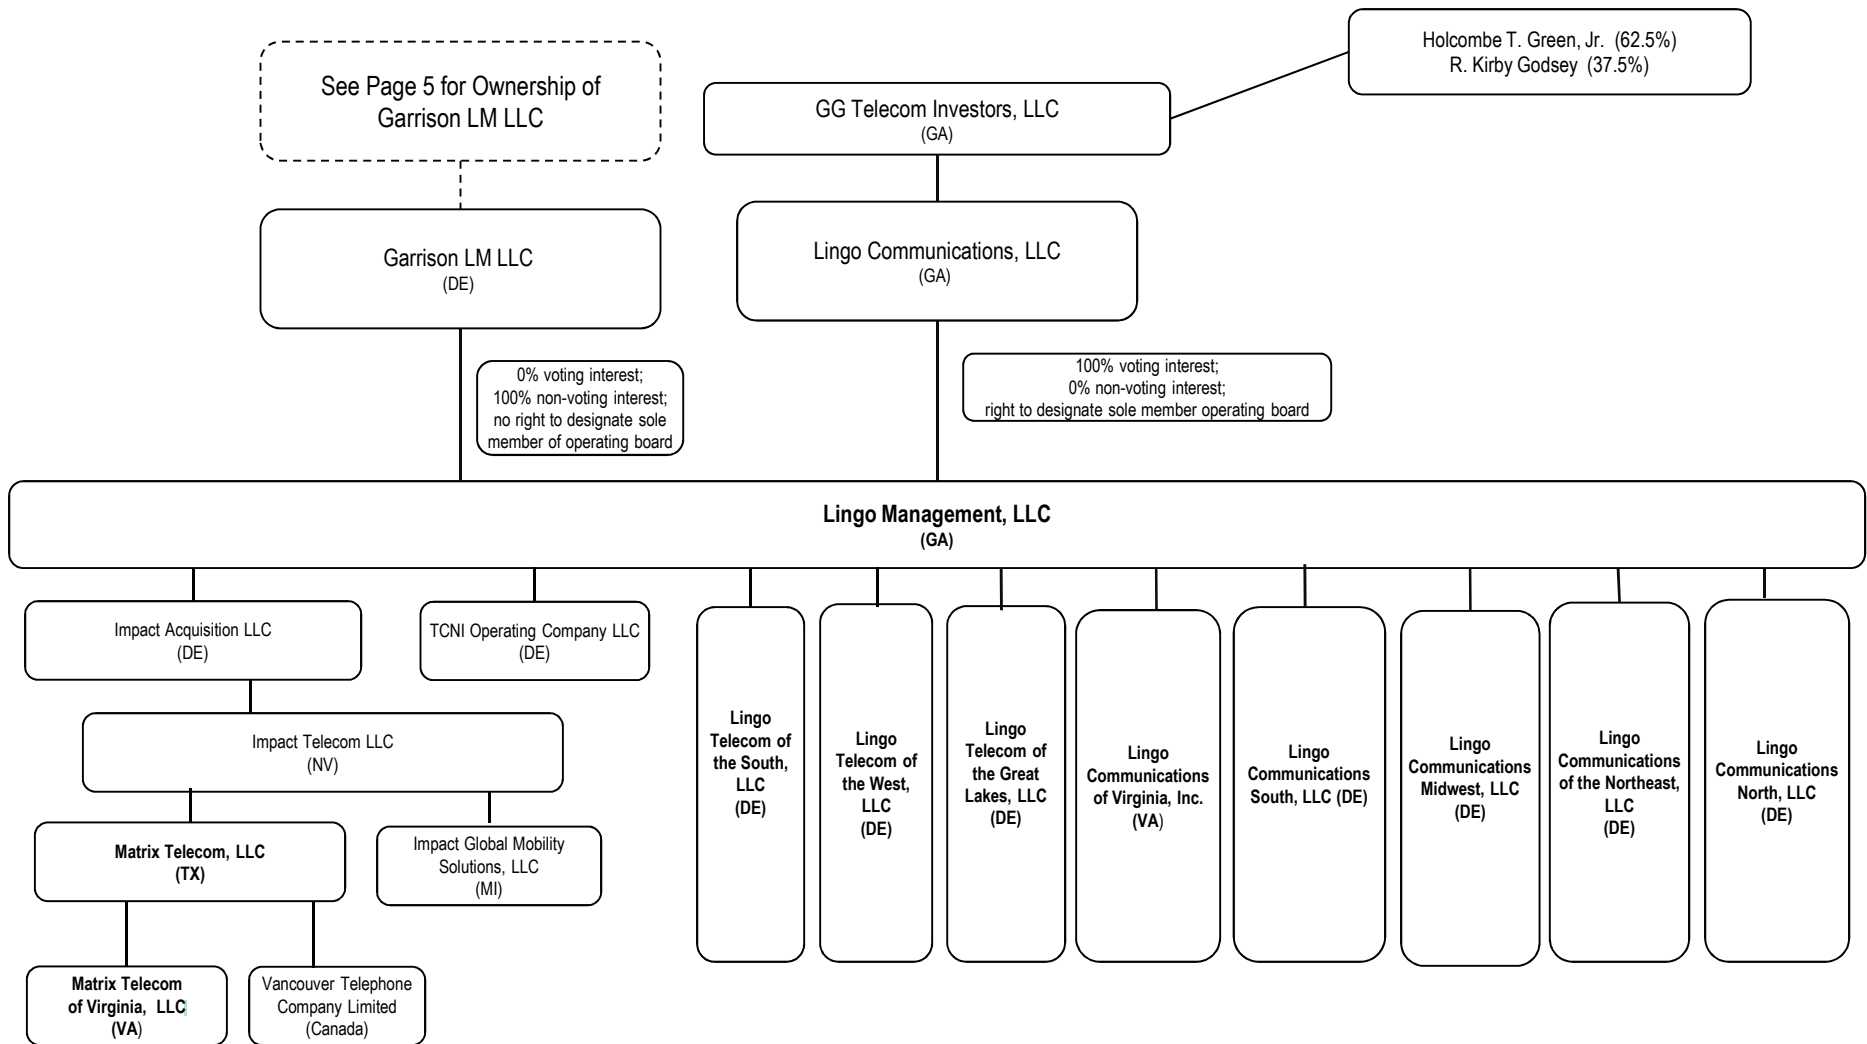 Holcombe T. Green, Jr. (62.5%)
R. Kirby Godsey (37.5%)
See Page 5 for Ownership of
Garrison LM LLC
GG Telecom Investors, LLC
(GA)
Garrison LM LLC
(DE)
Lingo Communications, LLC
(GA)
0% voting interest;
100% non-voting interest;
no right to designate sole
member of operating board
100% voting interest;
0% non-voting interest;
right to designate sole member operating board
Lingo Management, LLC
(GA)
Impact Acquisition LLC
(DE)
TCNI Operating Company LLC
(DE)
Impact Telecom LLC
(NV)
Matrix Telecom, LLC
(TX)
Impact Global Mobility
Solutions, LLC
(MI)
Matrix Telecom
of Virginia, LLC
(VA)
Vancouver Telephone
Company Limited
(Canada)
Lingo
Telecom of
the South,
LLC
(DE)
Lingo
Telecom of
the West,
LLC
(DE)
Lingo
Telecom of
the Great
Lakes, LLC
(DE)
Lingo
Communications
of Virginia, Inc.
(VA)
Lingo
Communications
South, LLC (DE)
Lingo
Communications
Midwest, LLC
(DE)
Lingo
Communications
of the Northeast,
LLC
(DE)
Lingo
Communications
North, LLC
(DE)